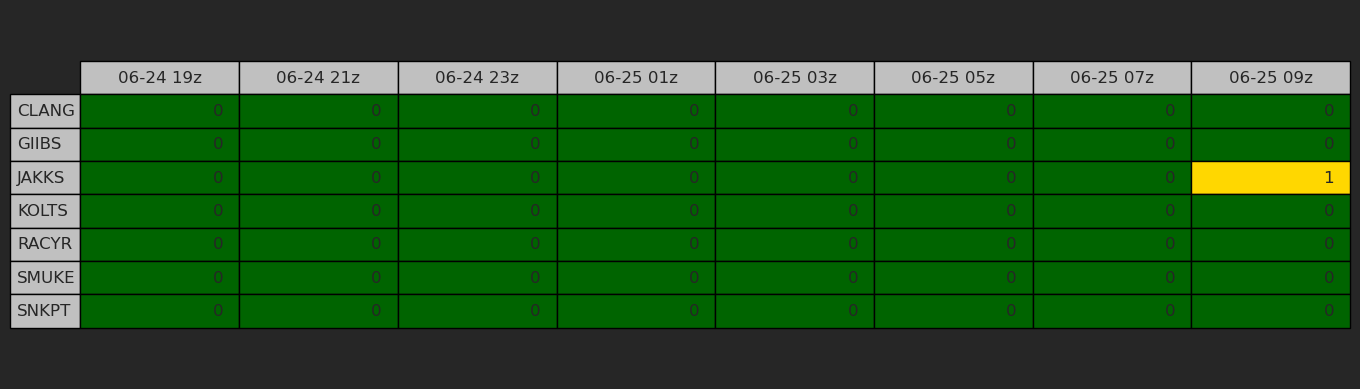 06-24 19z 06-24 21z 06-24 23z 06-25 01z 06-25 03z 06-25 05z 06-25 07z 06-25 09z
CLANG 0 0 0 0 0 0 0 0
GIIBS 0 0 0 0 0 0 0 0
JAKKS 0 0 0 0 0 0 0 1
KOLTS 0 0 0 0 0 0 0 0
RACYR 0 0 0 0 0 0 0 0
SMUKE 0 0 0 0 0 0 0 0
SNKPT 0 0 0 0 0 0 0 0